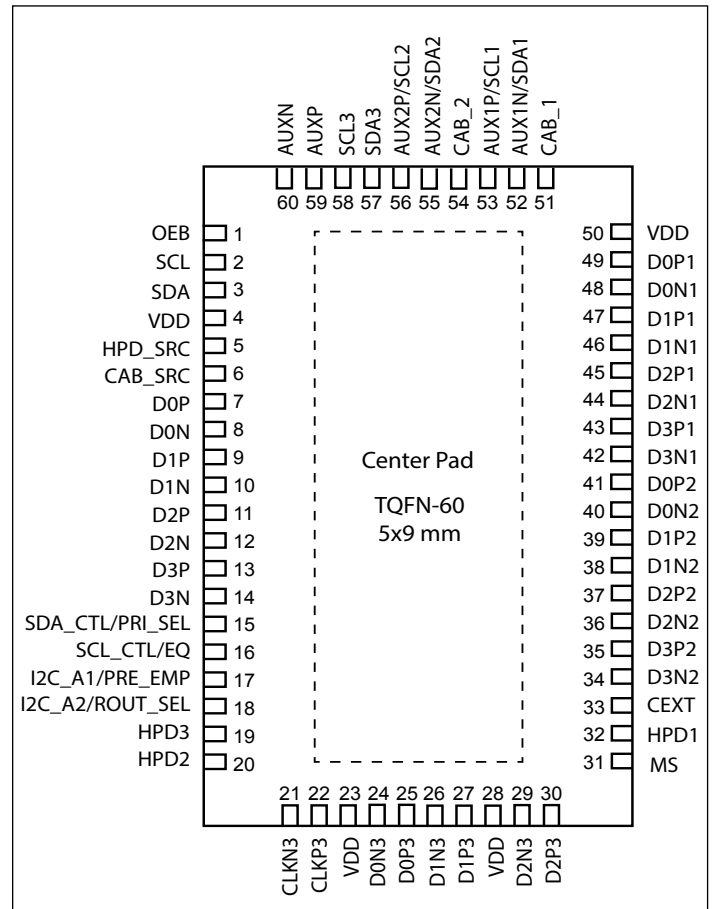 AUXN
AUXP
SCL3
SDA3
AUX2P/SCL2
AUX2N/SDA2
CAB_2
AUX1P/SCL1
AUX1N/SDA1
CAB_1
60 59 58 57 56 55 54 53 52 51
OEB 1
SCL 2
SDA 3
VDD 4
HPD_SRC 5
CAB_SRC 6
D0P 7
D0N 8
D1P 9
D1N 10
D2P 11
D2N 12
D3P 13
D3N 14
SDA_CTL/PRI_SEL 15
SCL_CTL/EQ 16
I2C_A1/PRE_EMP 17
I2C_A2/ROUT_SEL 18
HPD3 19
HPD2 20
Center Pad
TQFN-60
5x9 mm
50 VDD
49 D0P1
48 D0N1
47 D1P1
46 D1N1
45 D2P1
44 D2N1
43 D3P1
42 D3N1
41 D0P2
40 D0N2
39 D1P2
38 D1N2
37 D2P2
36 D2N2
35 D3P2
34 D3N2
33 CEXT
32 HPD1
31 MS
21 22 23 24 25 26 27 28 29 30
CLKN3
CLKP3
VDD
D0N3
D0P3
D1N3
D1P3
VDD
D2N3
D2P3